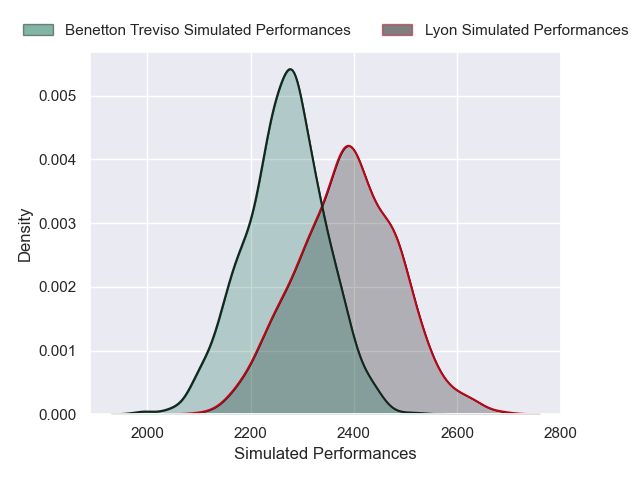 Benetton Treviso Simulated Performances
Lyon Simulated Performances
0.005
0.004
0.003
0.002
0.001
0.000
Density
2000 2200 2400 2600 2800
Simulated Performances